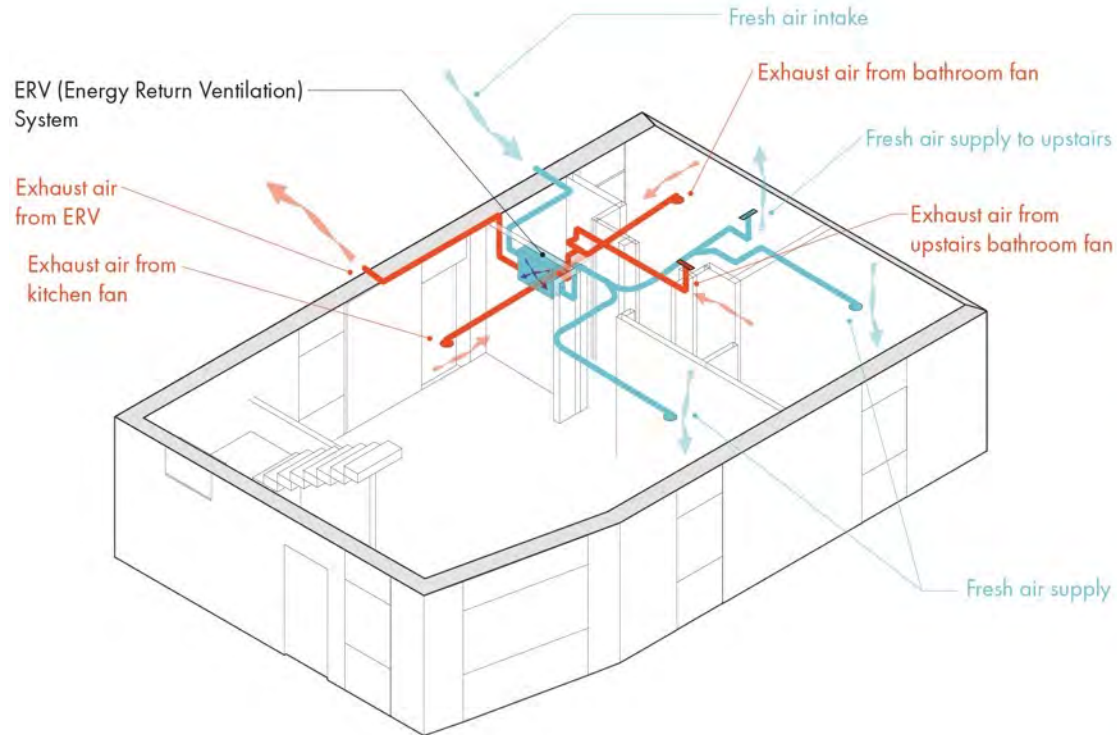 Fresh air intake
Exhaust air from bathroom fan
ERV (Energy Return Ventilation)
System
Fresh air supply to upstairs
Exhaust air
from ERV
Exhaust air from
upstairs bathroom fan
Exhaust air from
kitchen fan
Fresh air supply